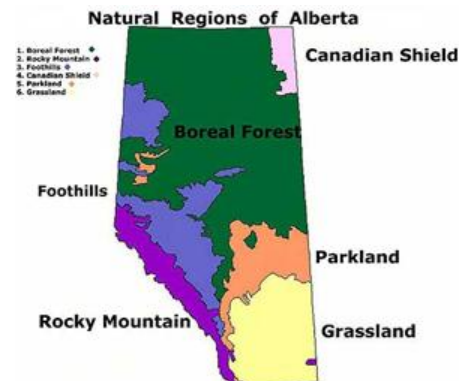 Natural Regions of Alberta
1. Boreal Forest
2. Rocky Mountain
3. Foothills
4. Canadian Shield
5. Parkland
6. Grassland
Canadian Shield
Boreal Forest
Foothills
Parkland
Rocky Mountain
Grassland